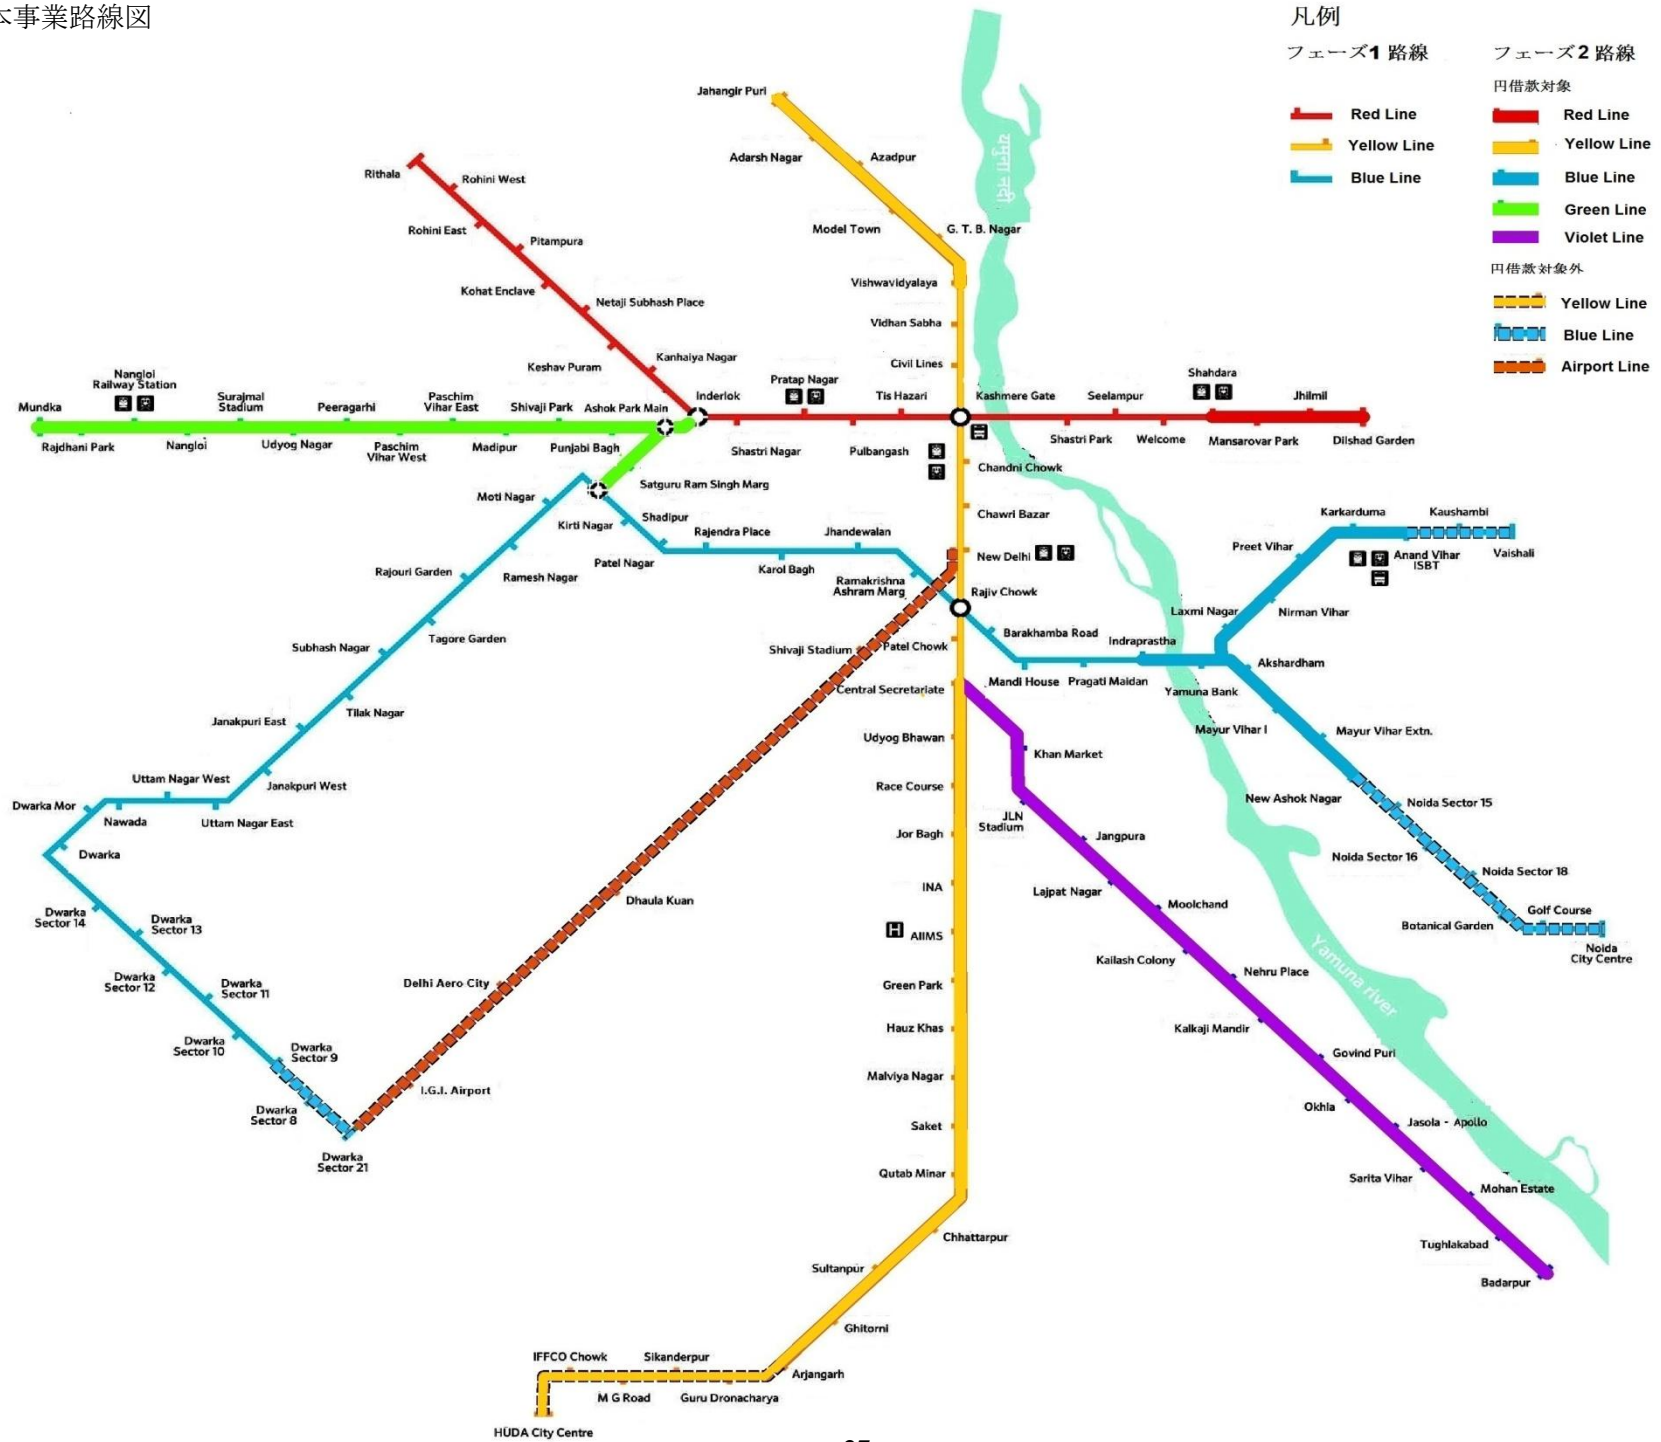 本事業路線図
凡例
フェーズ1 路線
フェーズ2 路線
円借款対象
Red Line
Yellow Line
Blue Line
Red Line
Yellow Line
Blue Line
Green Line
Violet Line
円借款対象外
Yellow Line
Blue Line
Airport Line
यमुना नदी
Jahangir Puri
Adarsh Nagar
Azadpur
Model Town
G. T. B. Nagar
Vishwavidyalaya
Vidhan Sabha
Civil Lines
Rithala
Rohini West
Rohini East
Pitampura
Kohat Enclave
Netaji Subhash Place
Keshav Puram
Kanhaiya Nagar
Inderlok
Pratap Nagar
Tis Hazari
Kashmere Gate
Seelampur
Shahdara
Jhilmil
Shastri Nagar
Pulbangash
Shastri Park
Welcome
Mansarovar Park
Dilshad Garden
Mundka
Nangloi
Railway Station
Surajmal
Stadium
Peeragarhi
Paschim
Vihar East
Shivaji Park
Ashok Park Main
Rajdhani Park
Nangloi
Udyog Nagar
Paschim
Vihar West
Madipur
Punjabi Bagh
Satguru Ram Singh Marg
Chandni Chowk
Chawri Bazar
New Delhi
Rajiv Chowk
Patel Chowk
Central Secretariate
Udyog Bhawan
Race Course
Jor Bagh
INA
H
AIIMS
Green Park
Hauz Khas
Malviya Nagar
Saket
Qutab Minar
Chhattarpur
Sultanpur
Ghitorni
Arjangarh
Guru Dronacharya
Sikanderpur
M G Road
IFFCO Chowk
HUDA City Centre
Moti Nagar
Kirti Nagar
Shadipur
Patel Nagar
Rajendra Place
Karol Bagh
Jhandewalan
Ramakrishna
Ashram Marg
Barakhamba Road
Mandi House
Pragati Maidan
Indraprastha
Yamuna Bank
Laxmi Nagar
Nirman Vihar
Preet Vihar
Karkarduma
Anand Vihar
ISBT
Kaushambi
Vaishali
Akshardham
Mayur Vihar I
Mayur Vihar Extn.
New Ashok Nagar
Noida Sector 15
Noida Sector 16
Noida Sector 18
Botanical Garden
Golf Course
Noida
City Centre
Rajouri Garden
Ramesh Nagar
Subhash Nagar
Tagore Garden
Janakpuri East
Tilak Nagar
Uttam Nagar West
Janakpuri West
Dwarka Mor
Nawada
Uttam Nagar East
Dwarka
Dwarka
Sector 14
Dwarka
Sector 13
Dwarka
Sector 12
Dwarka
Sector 11
Dwarka
Sector 10
Dwarka
Sector 9
Dwarka
Sector 8
Dwarka
Sector 21
Shivaji Stadium
Dhaula Kuan
Delhi Aero City
I.G.I. Airport
Khan Market
JLN
Stadium
Jangpura
Lajpat Nagar
Moolchand
Kailash Colony
Nehru Place
Kalkaji Mandir
Govind Puri
Okhla
Jasola - Apollo
Sarita Vihar
Mohan Estate
Tughlakabad
Badarpur
Yamuna river